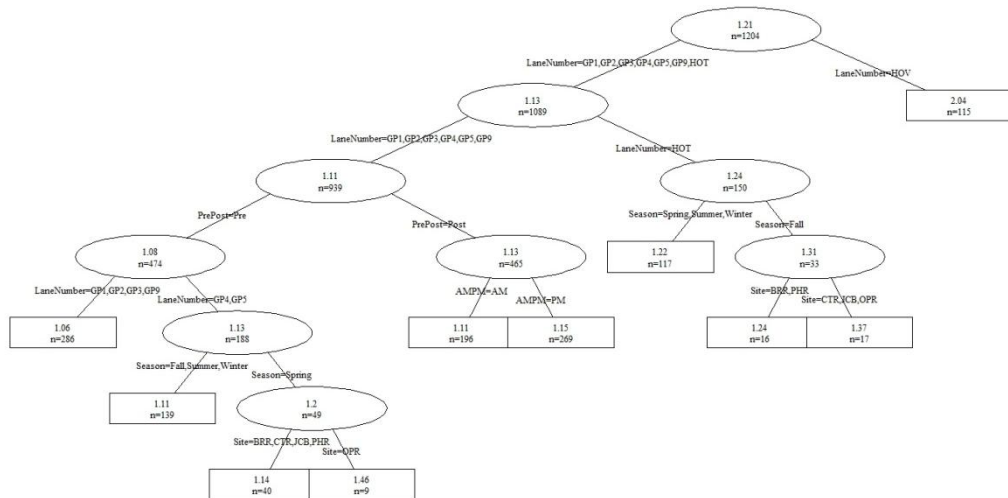 1.21
n=1204
LaneNumber=GP1,GP2,GP3,GP4,GP5,GP9,HOT
LaneNumber=HOV
1.13
n=1089
2.04
n=115
LaneNumber=GP1,GP2,GP3,GP4,GP5,GP9
LaneNumber=HOT
1.11
n=939
1.24
n=150
PrePost=Pre
PrePost=Post
Season=Spring,Summer,Winter
Season=Fall
1.08
n=474
1.13
n=465
1.22
n=117
1.31
n=33
LaneNumber=GP1,GP2,GP3,GP9
LaneNumber=GP4,GP5
AMPM=AM
AMPM=PM
Site=BRR,PHR
Site=CTR,JCB,OPR
1.06
n=286
1.13
n=188
1.11
n=196
1.15
n=269
1.24
n=16
1.37
n=17
Season=Fall,Summer,Winter
Season=Spring
1.11
n=139
1.2
n=49
Site=BRR,CTR,JCB,PHR
Site=OPR
1.14
n=40
1.46
n=9